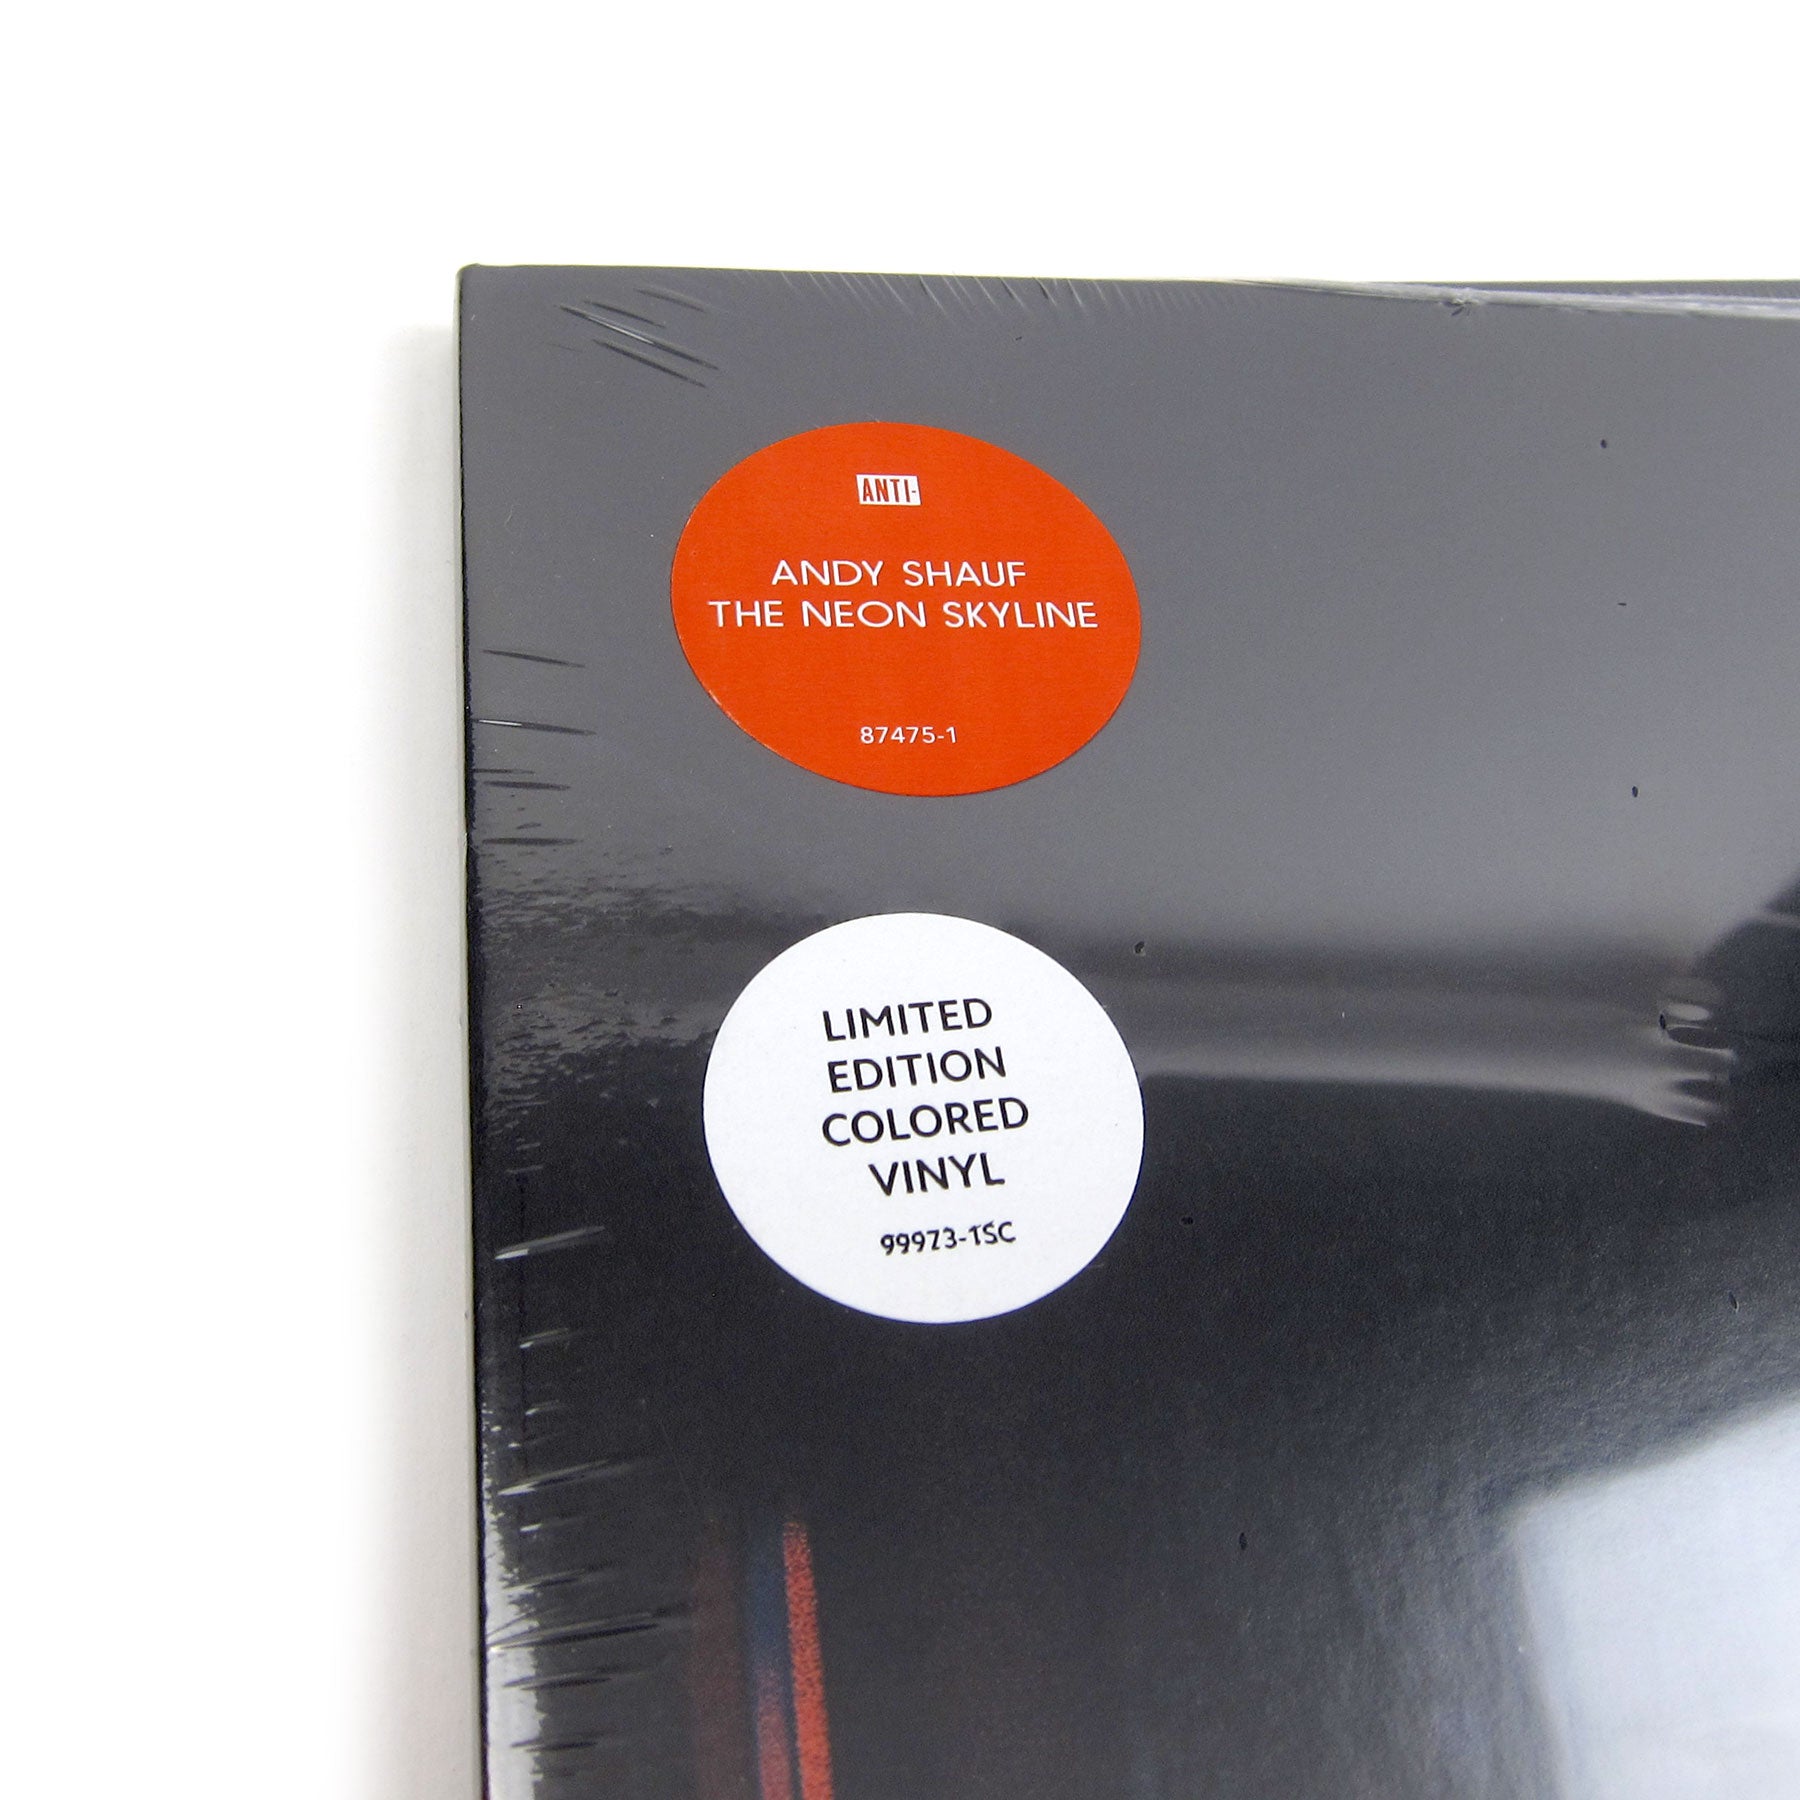 ANTI-
ANDY SHAUF
THE NEON SKYLINE
87475-1
LIMITED
EDITION
COLORED
VINYL
99973-1SC